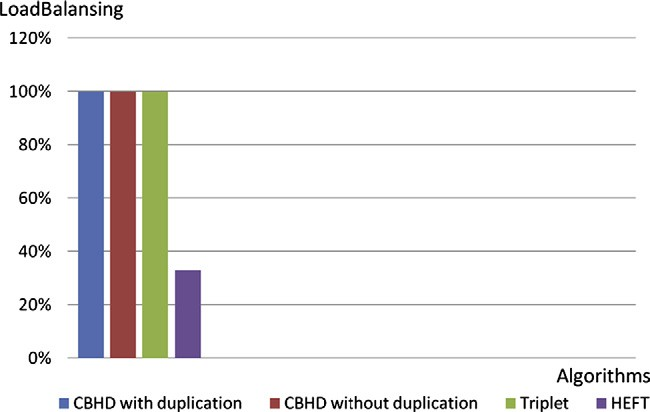 LoadBalansing
120%
100%
80%
60%
40%
20%
0%
Algorithms
CBHD with duplication CBHD without duplication Triplet HEFT